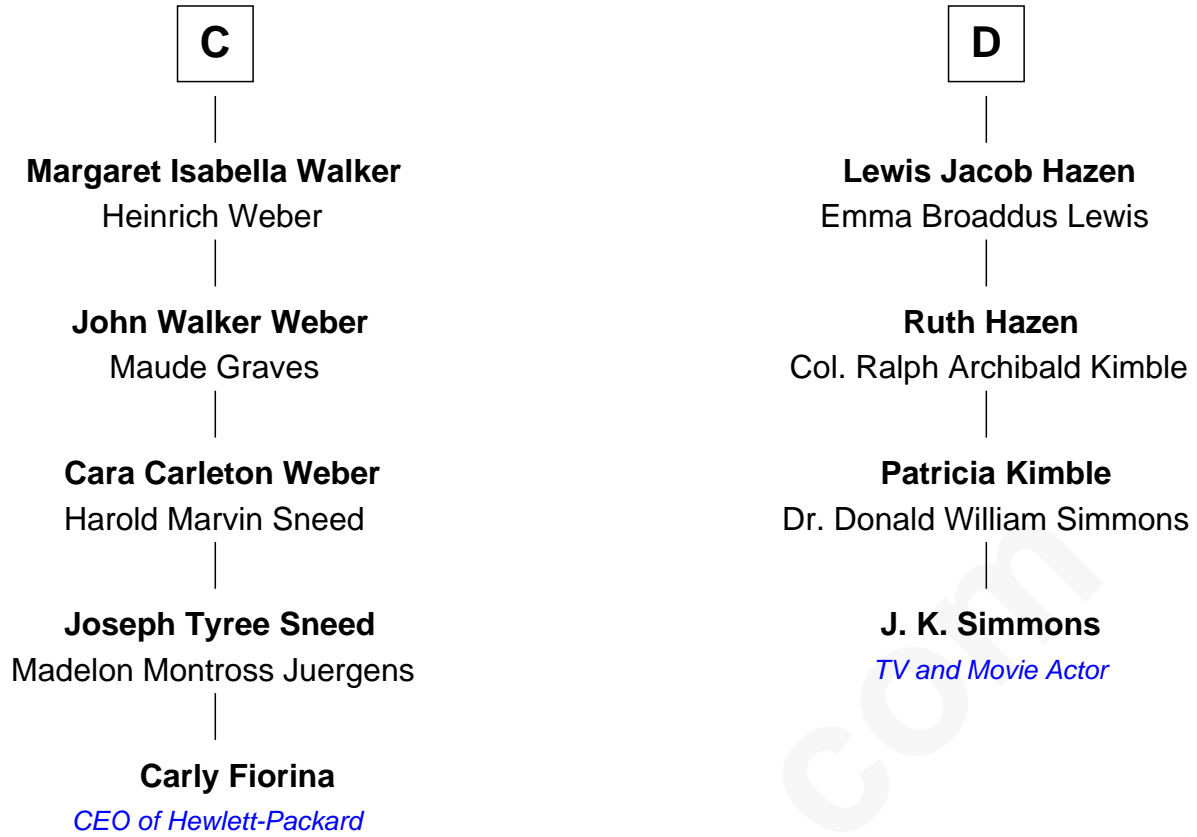 C
Margaret Isabella Walker
Heinrich Weber
John Walker Weber
Maude Graves
Cara Carleton Weber
Harold Marvin Sneed
Joseph Tyree Sneed
Madelon Montross Juergens
Carly Fiorina
CEO of Hewlett-Packard
D
Lewis Jacob Hazen
Emma Broaddus Lewis
Ruth Hazen
Col. Ralph Archibald Kimble
Patricia Kimble
Dr. Donald William Simmons
J. K. Simmons
TV and Movie Actor
com